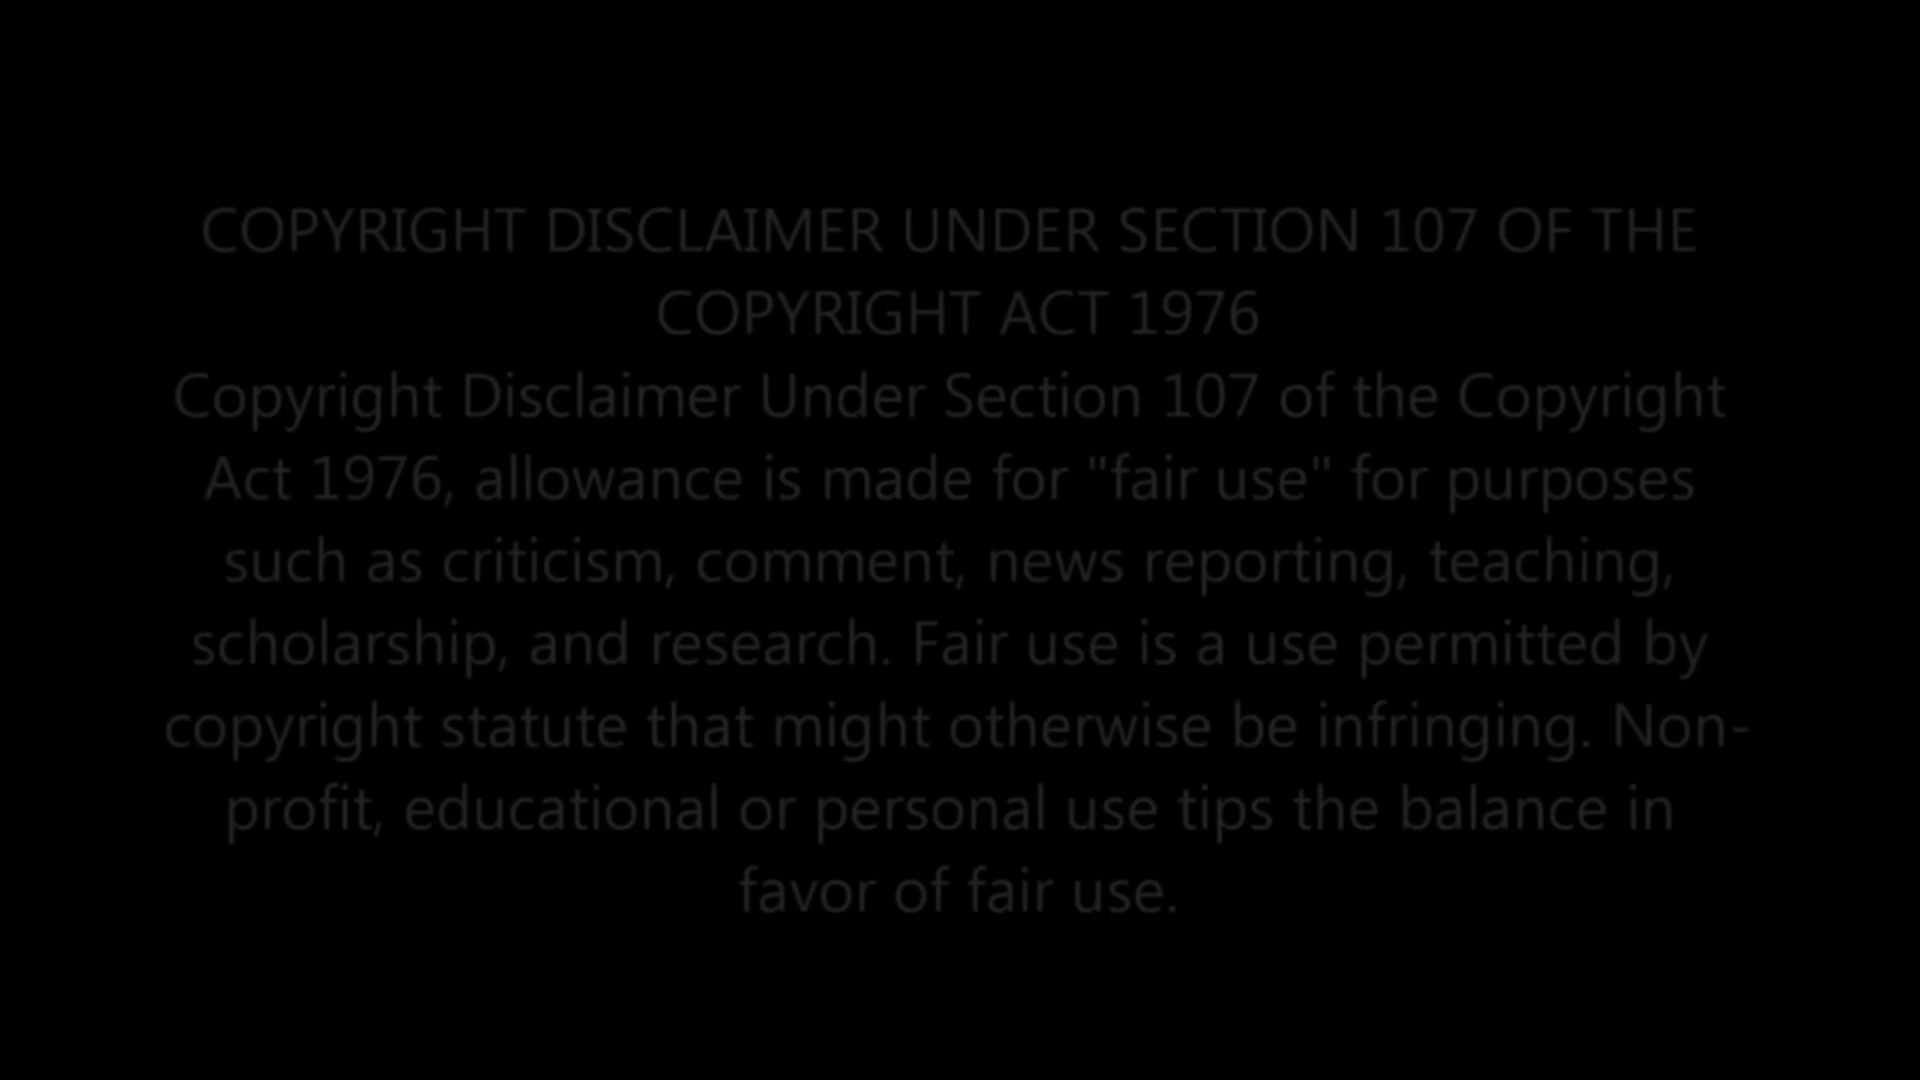 COPYRIGHT DISCLAIMER UNDER SECTION 107 OF THE
COPYRIGHT ACT 1976
Copyright Disclaimer Under Section 107 of the Copyright
Act 1976, allowance is made for "fair use" for purposes
such as criticism, comment, news reporting, teaching,
scholarship, and research. Fair use is a use permitted by
copyright statute that might otherwise be infringing. Non-
profit, educational or personal use tips the balance in
favor of fair use.